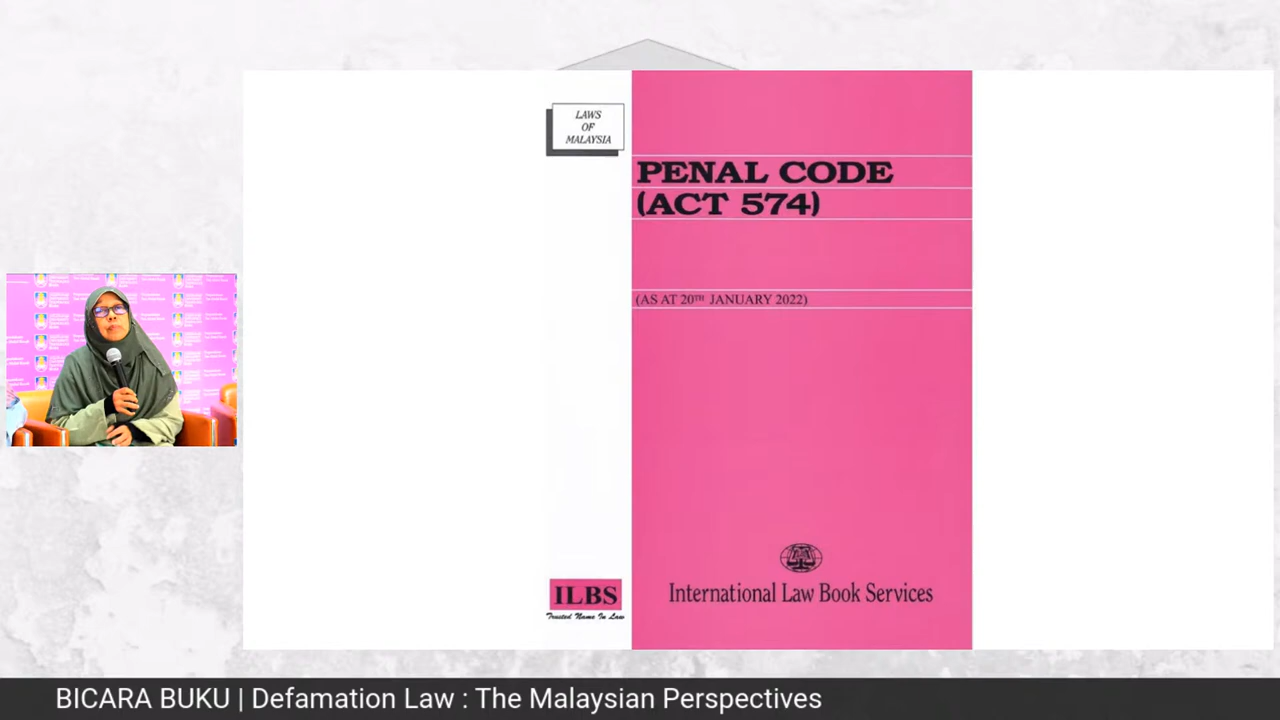 LAWS
OF
MALAYSIA
PENAL CODE
(ACT 574)
(AS AT 20TH JANUARY 2022)
ILBS
Trusted Name In Law
International Law Book Services
BICARA BUKU | Defamation Law : The Malaysian Perspectives